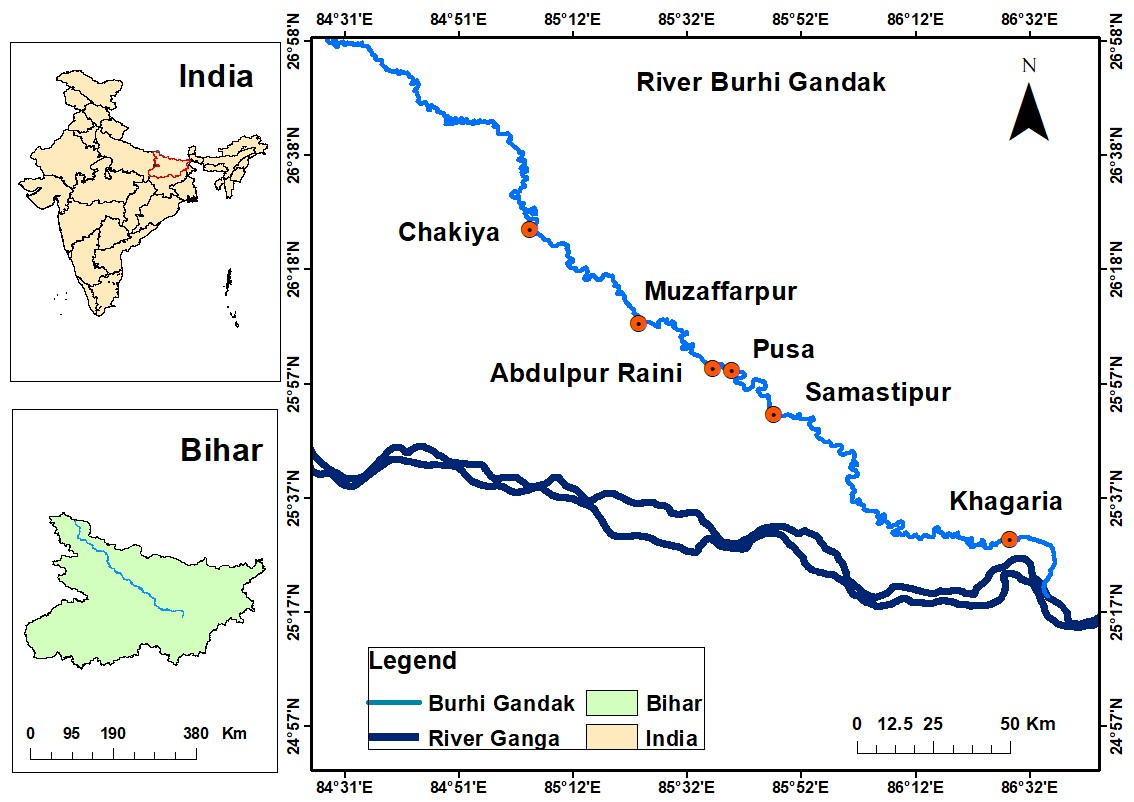 84°31'E 84°51'E 85°12'E 85°32'E 85°52'E 86°12'E 86°32'E
26°58'N 26°58'N
India
River Burhi Gandak
N
26°38'N 26°38'N
Chakiya
26°18'N 26°18'N
Muzaffarpur
Pusa
Abdulpur Raini
25°57'N 25°57'N
Samastipur
Bihar
25°37'N 25°37'N
Khagaria
25°17'N 25°17'N
Legend
Burhi Gandak Bihar
River Ganga India
24°57'N 24°57'N
0 95 190 380 Km
0 12.5 25 50 Km
84°31'E 84°51'E 85°12'E 85°32'E 85°52'E 86°12'E 86°32'E